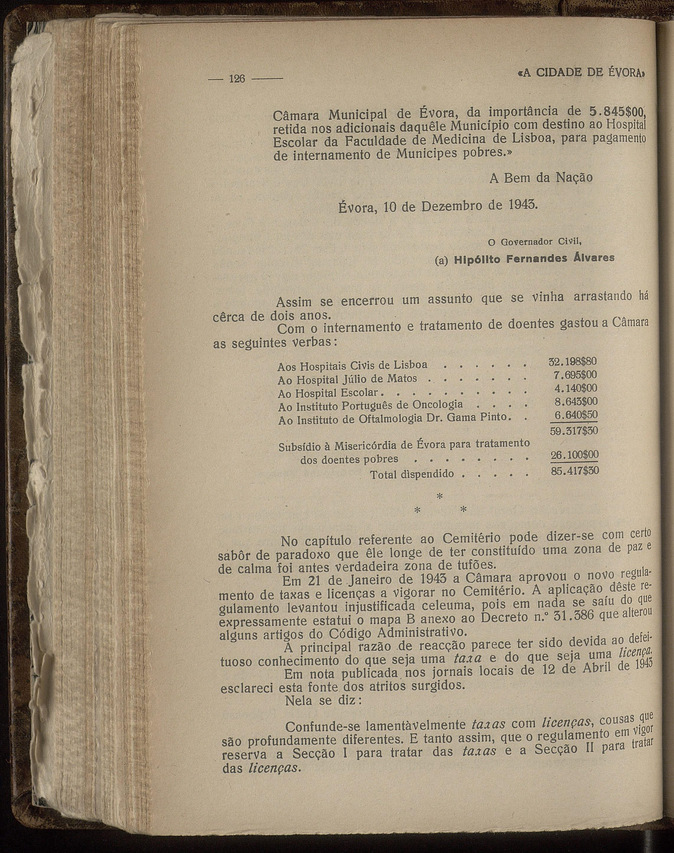 — 126 —
«A CIDADE DE ÉVORA»
Câmara Municipal de Évora, da importância de 5.845$00,
retida nos adicionais daquêle Município com destino ao Hospital
Escolar da Faculdade de Medicina de Lisboa, para pagamento
de internamento de Municipes pobres.»
A Bem da Nação
Évora, 10 de Dezembro de 1943.
O Governador Civil,
(a) Hipólito Fernandes Álvares
Assim se encerrou um assunto que se vinha arrastando há
cêrca de dois anos.
Com o internamento e tratamento de doentes gastou a Câmara
as seguintes verbas:
Aos Hospitais Civis de Lisboa . . . . . . 32.198$80
Ao Hospital Júlio de Matos . . . . . . . 7.695$00
Ao Hospital Escolar . . . . . . . . . . 4.140$00
Ao Instituto Português de Oncologia . . . . 8.643$00
Ao Instituto de Oftalmologia Dr. Gama Pinto . . 6.640$50
59.317$30
Subsídio à Misericórdia de Évora para tratamento
dos doentes pobres . . . . . . . . 26.100$00
Total dispendido . . . . . 85.417$30
*
* *
No capítulo referente ao Cemitério pode dizer-se com certo
sabôr de paradoxo que êle longe de ter constituído uma zona de paz e
de calma foi antes verdadeira zona de tufões.
Em 21 de Janeiro de 1943 a Câmara aprovou o novo regula-
mento de taxas e licenças a vigorar no Cemitério. A aplicação dêste re-
gulamento levantou injustificada celeuma, pois em nada se saíu do que
expressamente estatui o mapa B anexo ao Decreto n.º 31.386 que alterou
alguns artigos do Código Administrativo.
A principal razão de reacção parece ter sido devida ao defei-
tuoso conhecimento do que seja uma taxa e do que seja uma licença.
Em nota publicada nos jornais locais de 12 de Abril de 1943
esclareci esta fonte dos atritos surgidos.
Nela se diz:
Confunde-se lamentàvelmente taxas com licenças, cousas que
são profundamente diferentes. E tanto assim, que o regulamento em vigor
reserva a Secção I para tratar das taxas e a Secção II para tratar
das licenças.